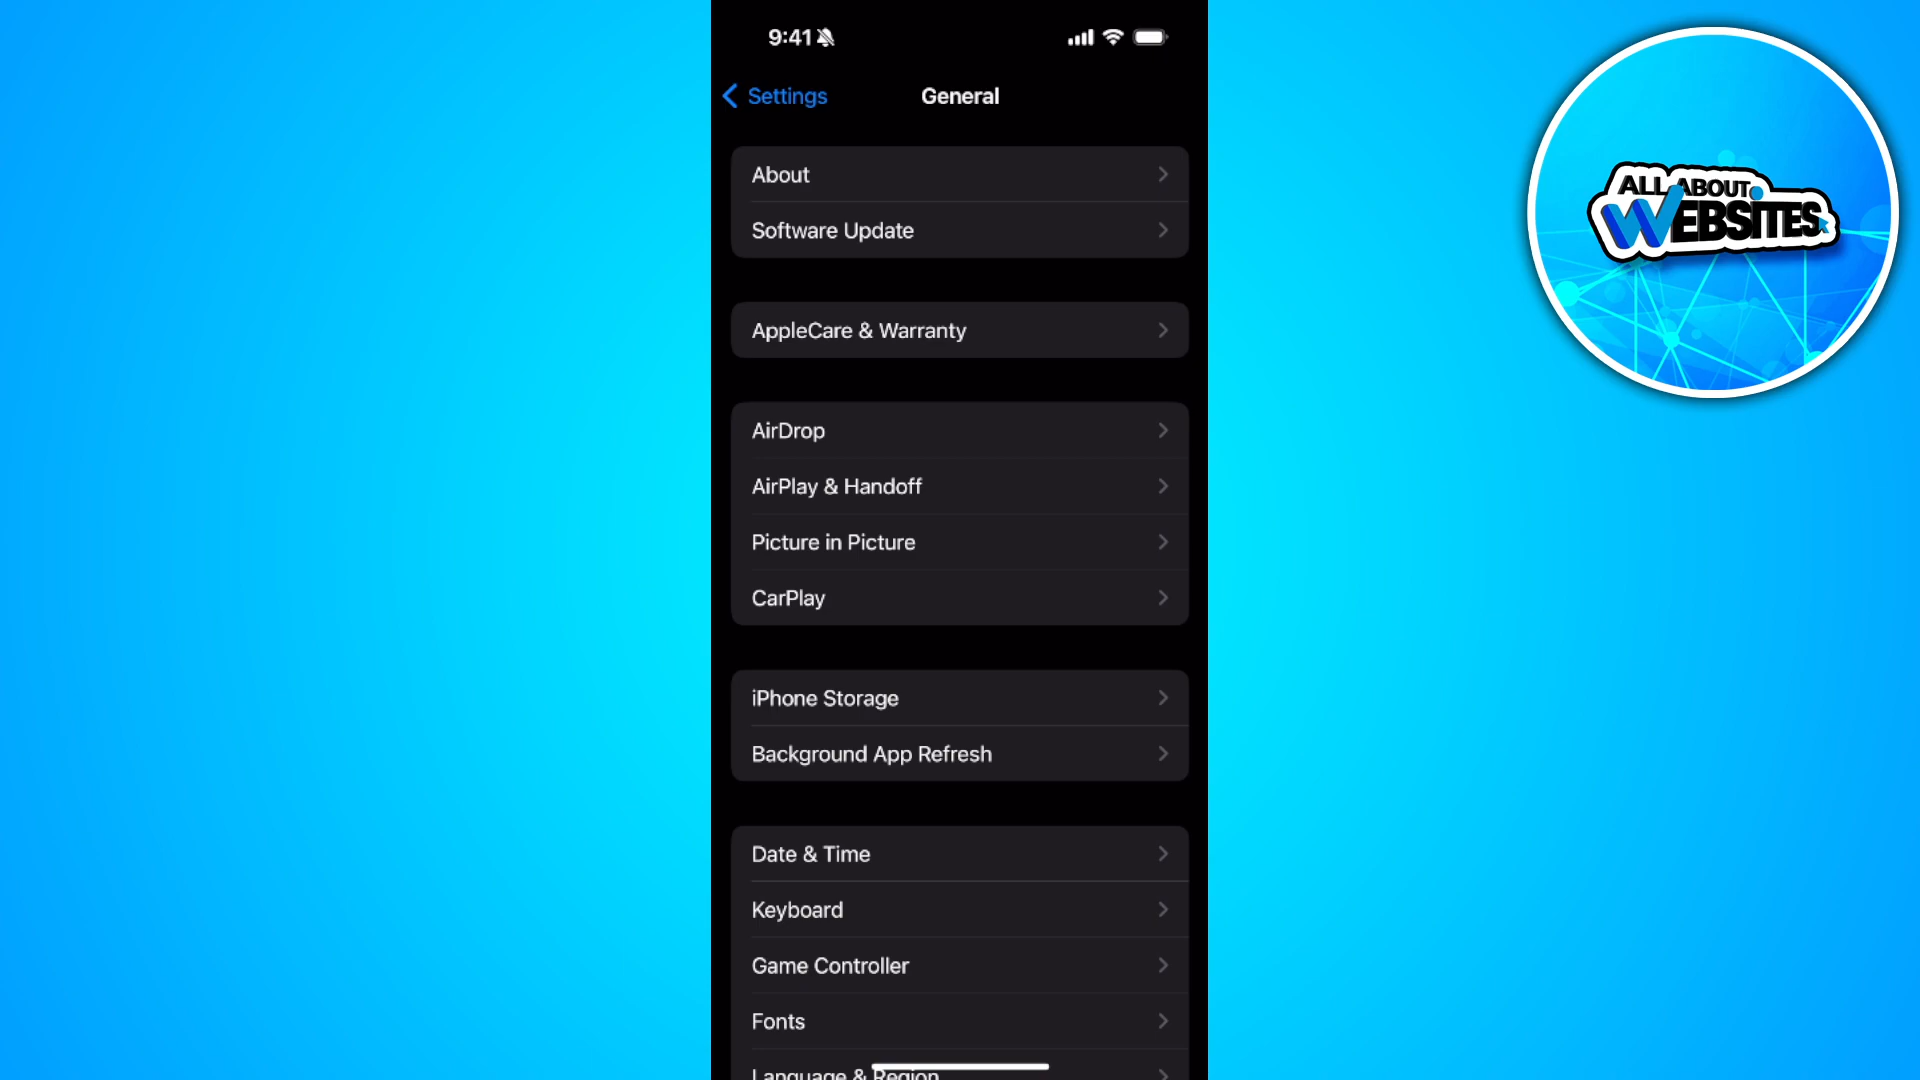 9:41
Settings
General
About
Software Update
AppleCare & Warranty
AirDrop
AirPlay & Handoff
Picture in Picture
CarPlay
iPhone Storage
Background App Refresh
Date & Time
Keyboard
Game Controller
Fonts
Language & Region
ALL ABOUT
WEBSITES